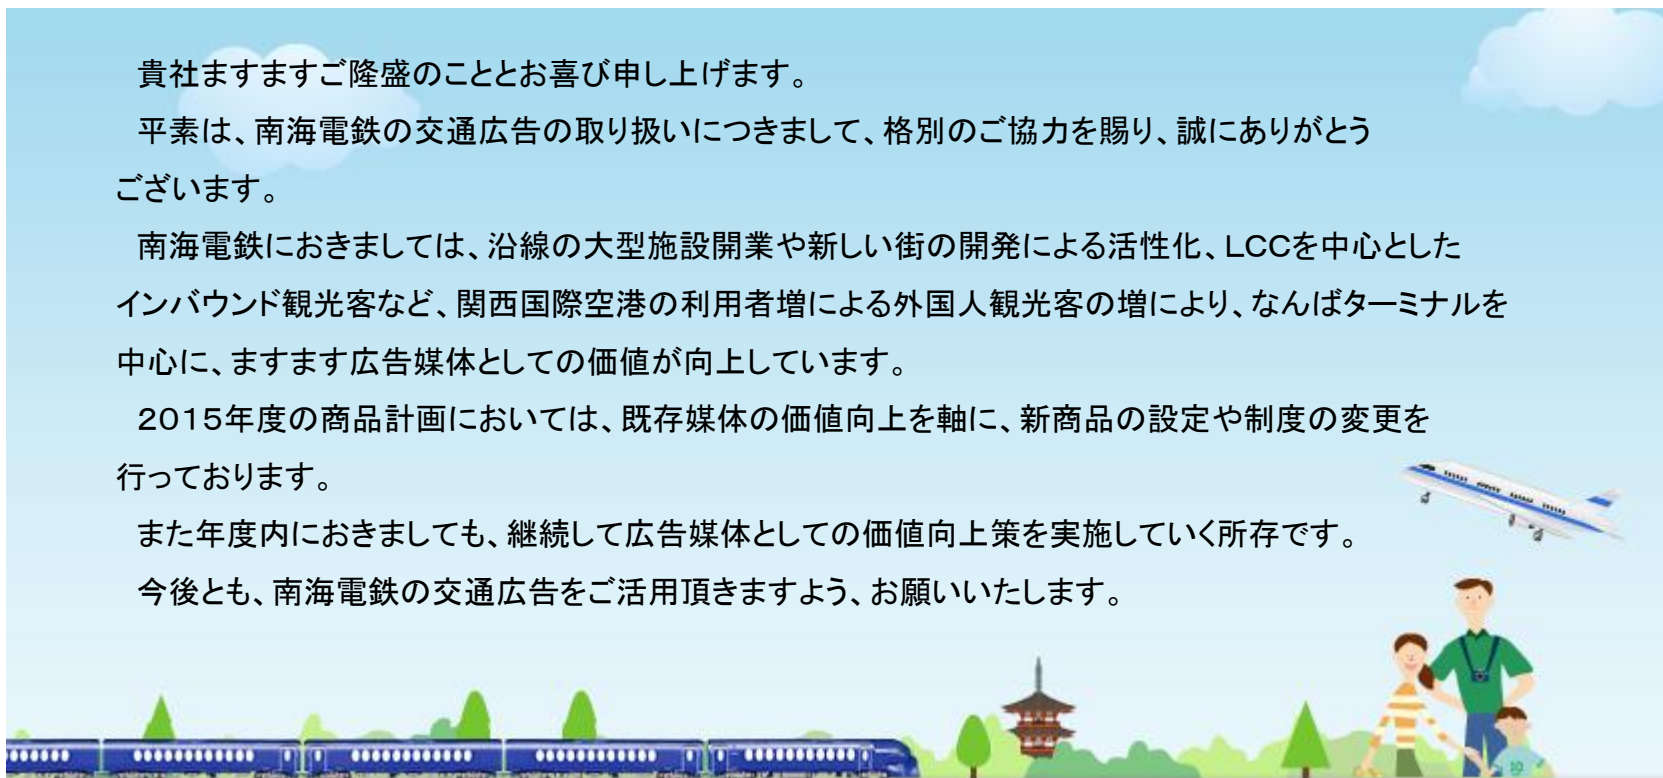 貴社ますますご隆盛のこととお喜び申し上げます。
平素は、南海電鉄の交通広告の取り扱いにつきまして、格別のご協力を賜り、誠にありがとう
ございます。
南海電鉄におきましては、沿線の大型施設開業や新しい街の開発による活性化、LCCを中心とした
インバウンド観光客など、関西国際空港の利用者増による外国人観光客の増により、なんばターミナルを
中心に、ますます広告媒体としての価値が向上しています。
2015年度の商品計画においては、既存媒体の価値向上を軸に、新商品の設定や制度の変更を
行っております。
また年度内におきましても、継続して広告媒体としての価値向上策を実施していく所存です。
今後とも、南海電鉄の交通広告をご活用頂きますよう、お願いいたします。